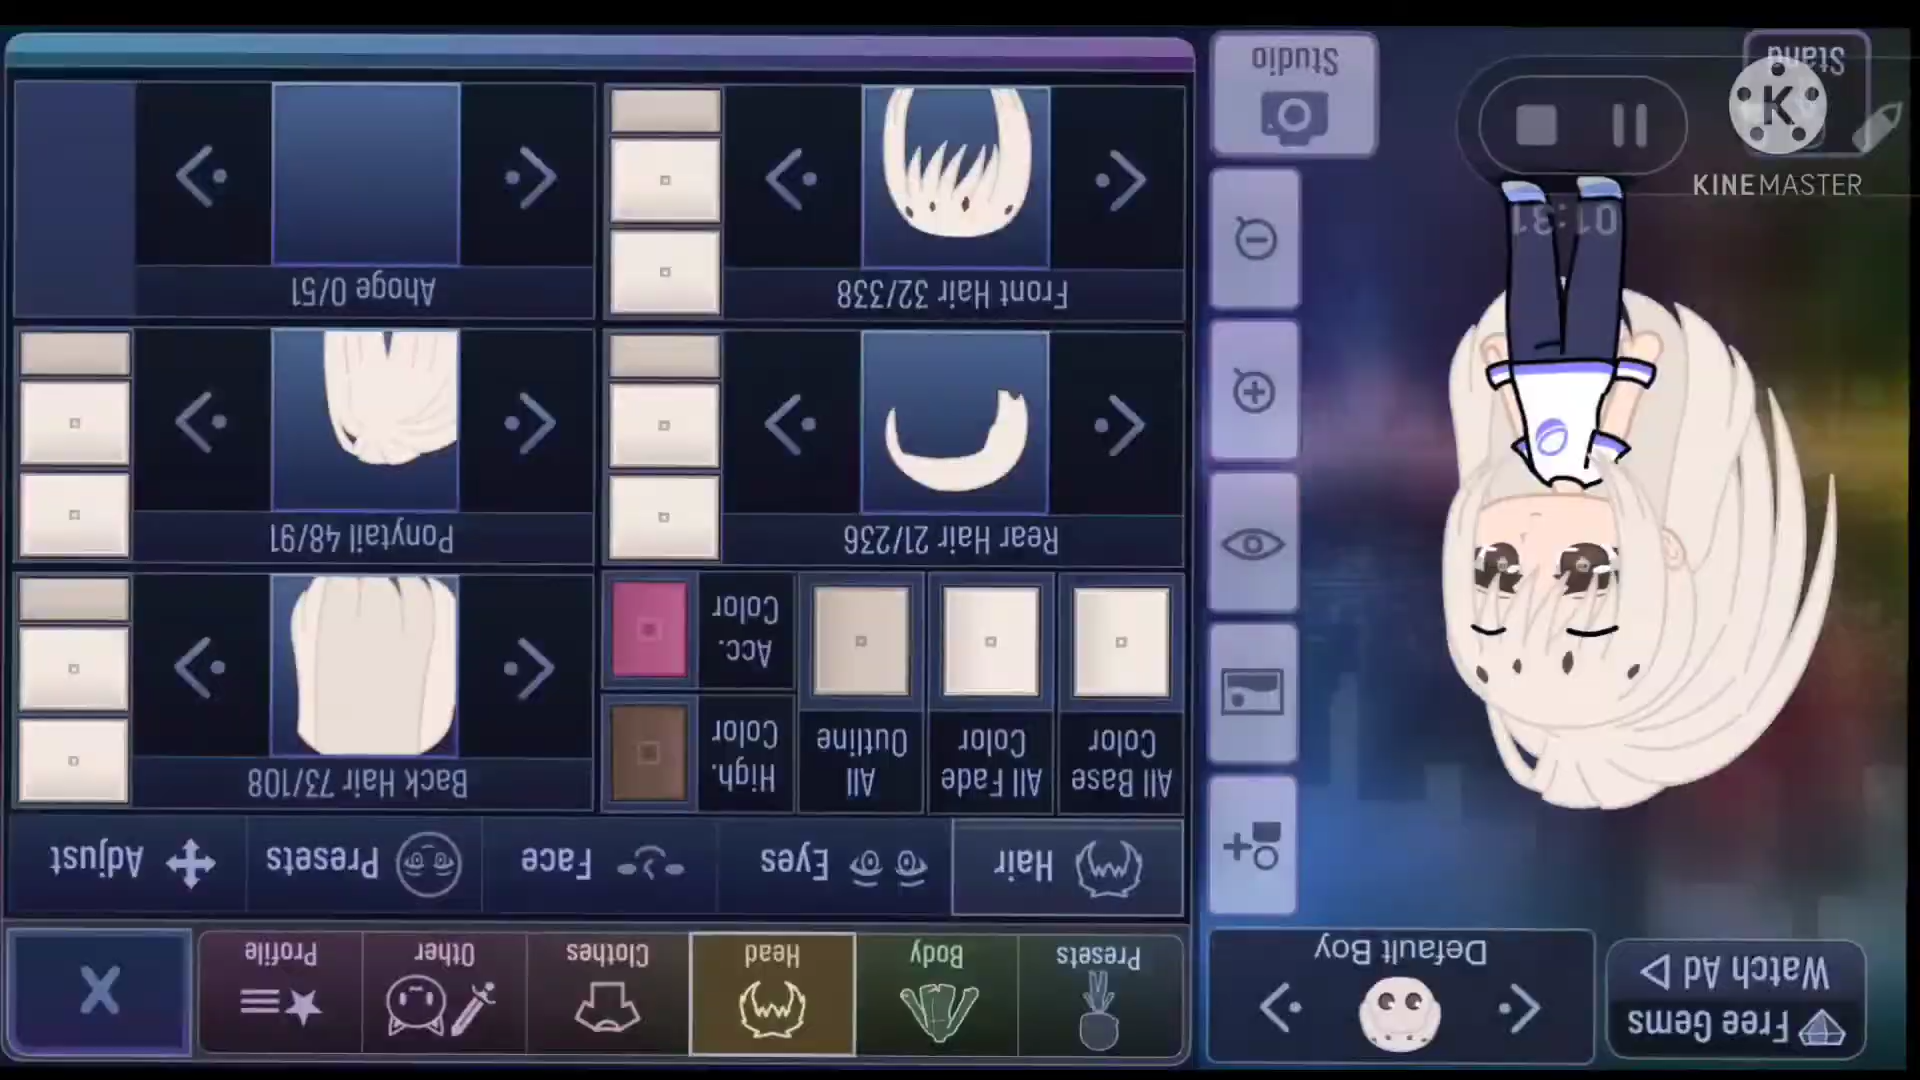 Free Gems
Watch Ad
Default Boy
Presets
Body
Head
Clothes
Other
Profile
X
Hair
Eyes
Face
Presets
Adjust
All Base
Color
All Fade
Color
All
Outline
High.
Color
Acc.
Color
Back Hair 73/108
Rear Hair 21/236
Ponytail 48/91
Front Hair 32/338
Ahoge 0/51
Studio
Stand
01:31
K
KINEMASTER